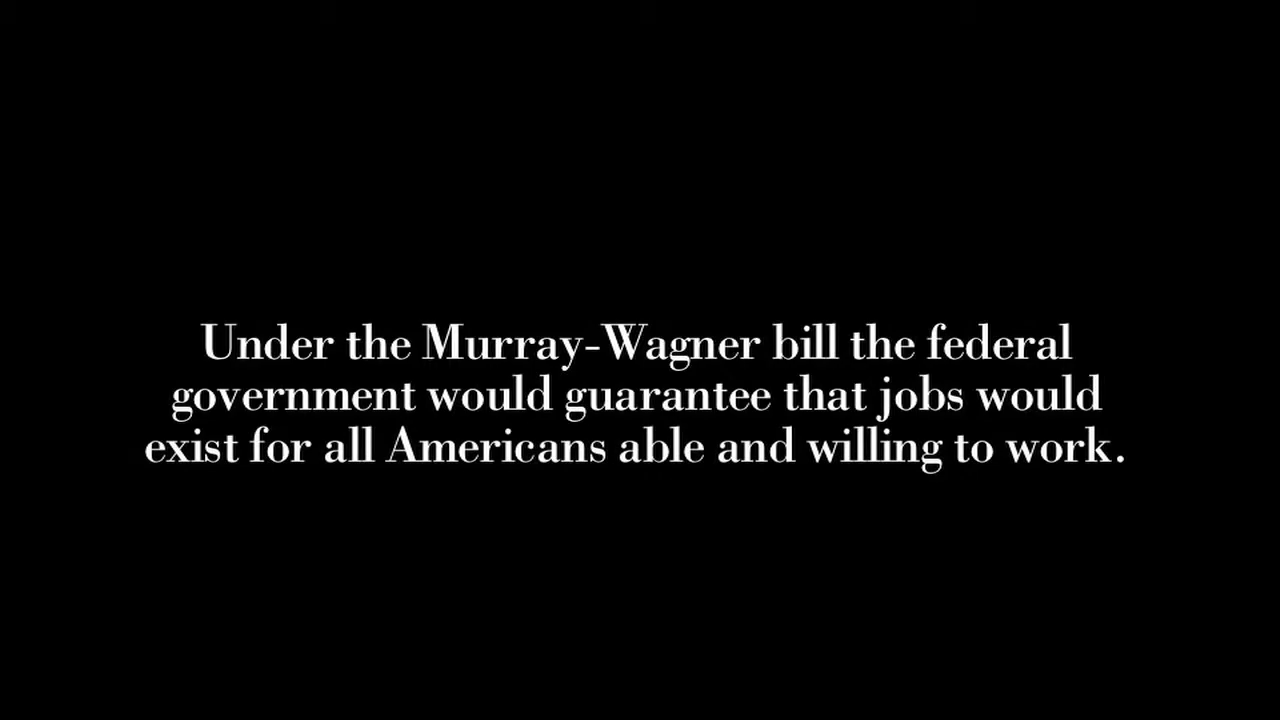 Under the Murray-Wagner bill the federal
government would guarantee that jobs would
exist for all Americans able and willing to work.